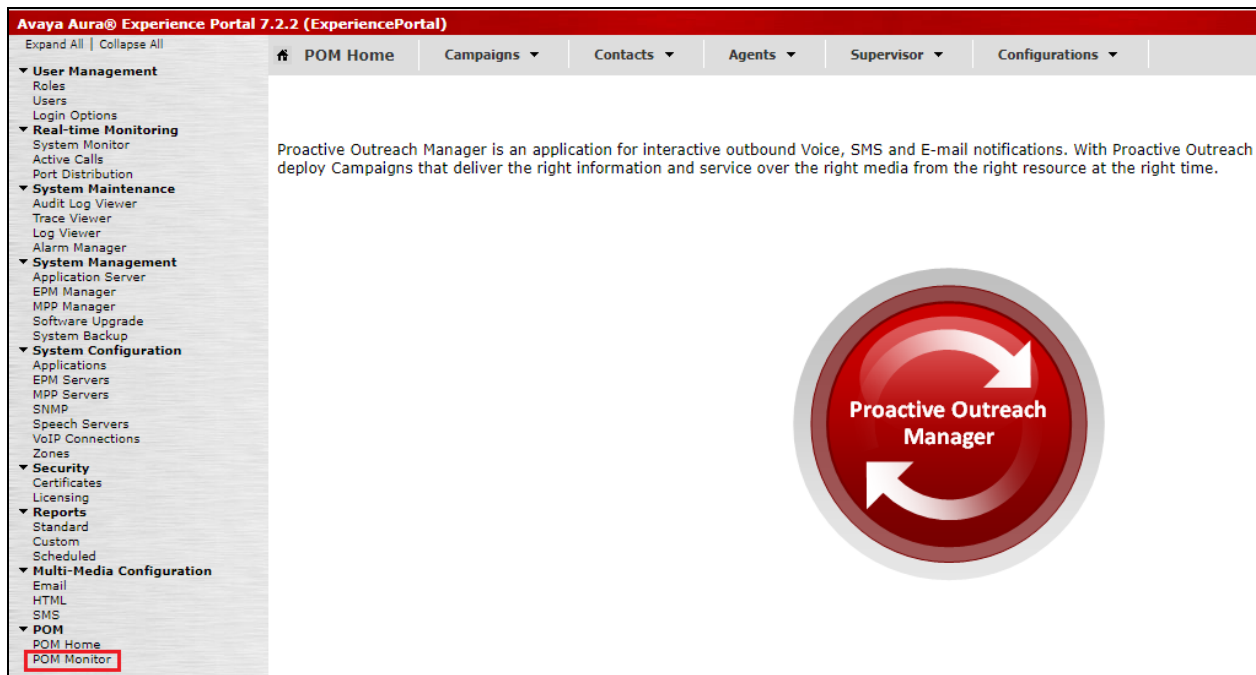 Avaya Aura® Experience Portal 7.2.2 (ExperiencePortal)
Expand All | Collapse All
▼ User Management
Roles
Users
Login Options
▼ Real-time Monitoring
System Monitor
Active Calls
Port Distribution
▼ System Maintenance
Audit Log Viewer
Trace Viewer
Log Viewer
Alarm Manager
▼ System Management
Application Server
EPM Manager
MPP Manager
Software Upgrade
System Backup
▼ System Configuration
Applications
EPM Servers
MPP Servers
SNMP
Speech Servers
VoIP Connections
Zones
▼ Security
Certificates
Licensing
▼ Reports
Standard
Custom
Scheduled
▼ Multi-Media Configuration
Email
HTML
SMS
▼ POM
POM Home
POM Monitor
POM Home Campaigns ▼ Contacts ▼ Agents ▼ Supervisor ▼ Configurations ▼
Proactive Outreach Manager is an application for interactive outbound Voice, SMS and E-mail notifications. With Proactive Outreach
deploy Campaigns that deliver the right information and service over the right media from the right resource at the right time.
Proactive Outreach
Manager